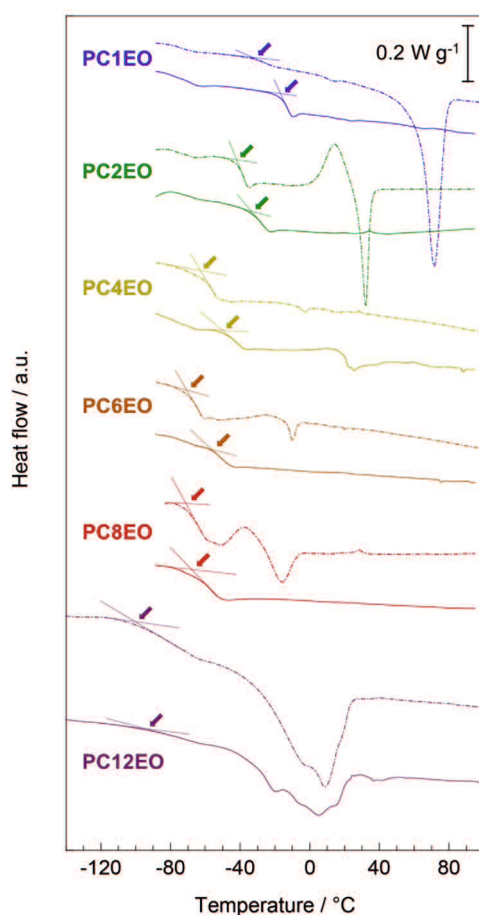 0.2 W g⁻¹
PC1EO
PC2EO
PC4EO
PC6EO
PC8EO
PC12EO
Heat flow / a.u.
-120 -80 -40 0 40 80
Temperature / °C